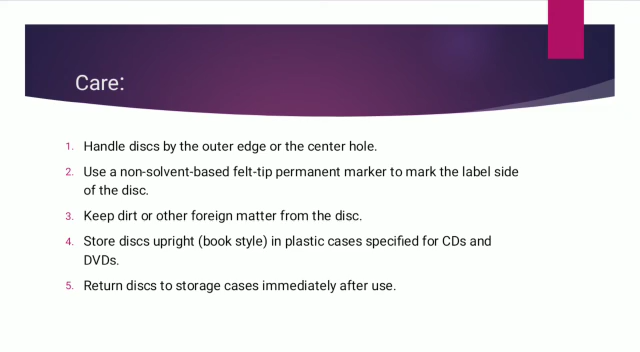 Care:
1. Handle discs by the outer edge or the center hole.
2. Use a non-solvent-based felt-tip permanent marker to mark the label side
of the disc.
3. Keep dirt or other foreign matter from the disc.
4. Store discs upright (book style) in plastic cases specified for CDs and
DVDs.
5. Return discs to storage cases immediately after use.